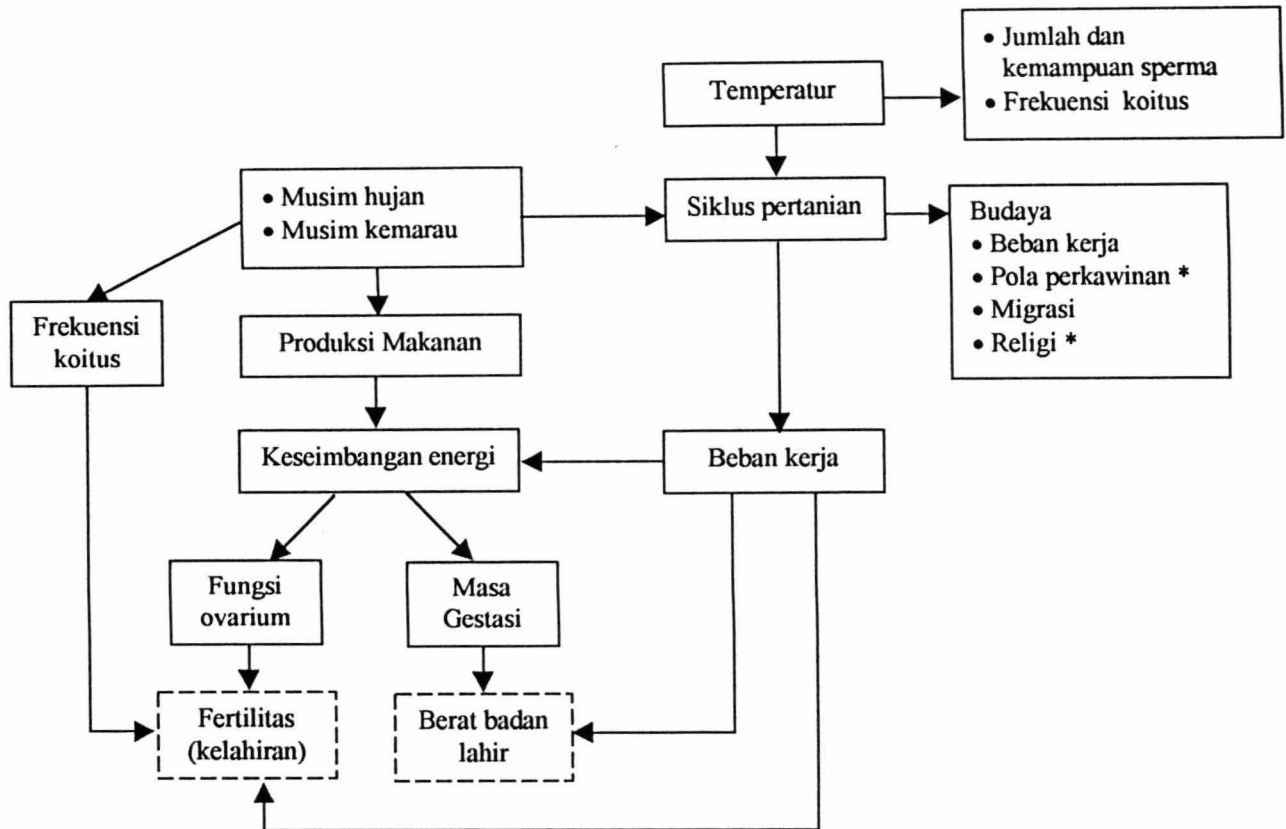 • Jumlah dan
kemampuan sperma
• Frekuensi koitus
Temperatur
• Musim hujan
• Musim kemarau
Siklus pertanian
Budaya
• Beban kerja
• Pola perkawinan *
• Migrasi
• Religi *
Frekuensi
koitus
Produksi Makanan
Keseimbangan energi
Beban kerja
Fungsi
ovarium
Masa
Gestasi
Fertilitas
(kelahiran)
Berat badan
lahir